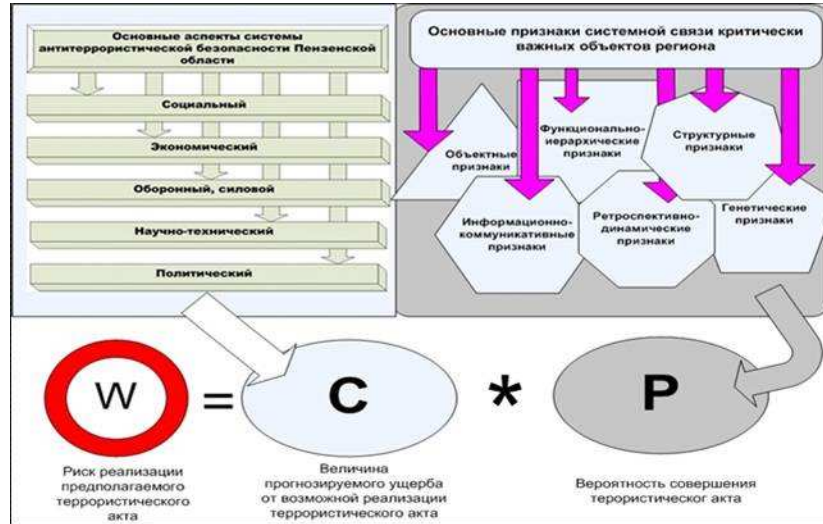 Основные аспекты системы
антитеррористической безопасности Пензенской
области
Социальный
Экономический
Оборонный, силовой
Научно-технический
Политический
Основные признаки системной связи критически
важных объектов региона
Объектные
признаки
Функционально-
иерархические
признаки
Структурные
признаки
Информационно-
коммуникативные
признаки
Ретроспективно-
динамические
признаки
Генетические
признаки
W = C * P
Риск реализации
предполагаемого
террористического
акта
Величина
прогнозируемого ущерба
от возможной реализации
террористического акта
Вероятность совершения
терористическог акта